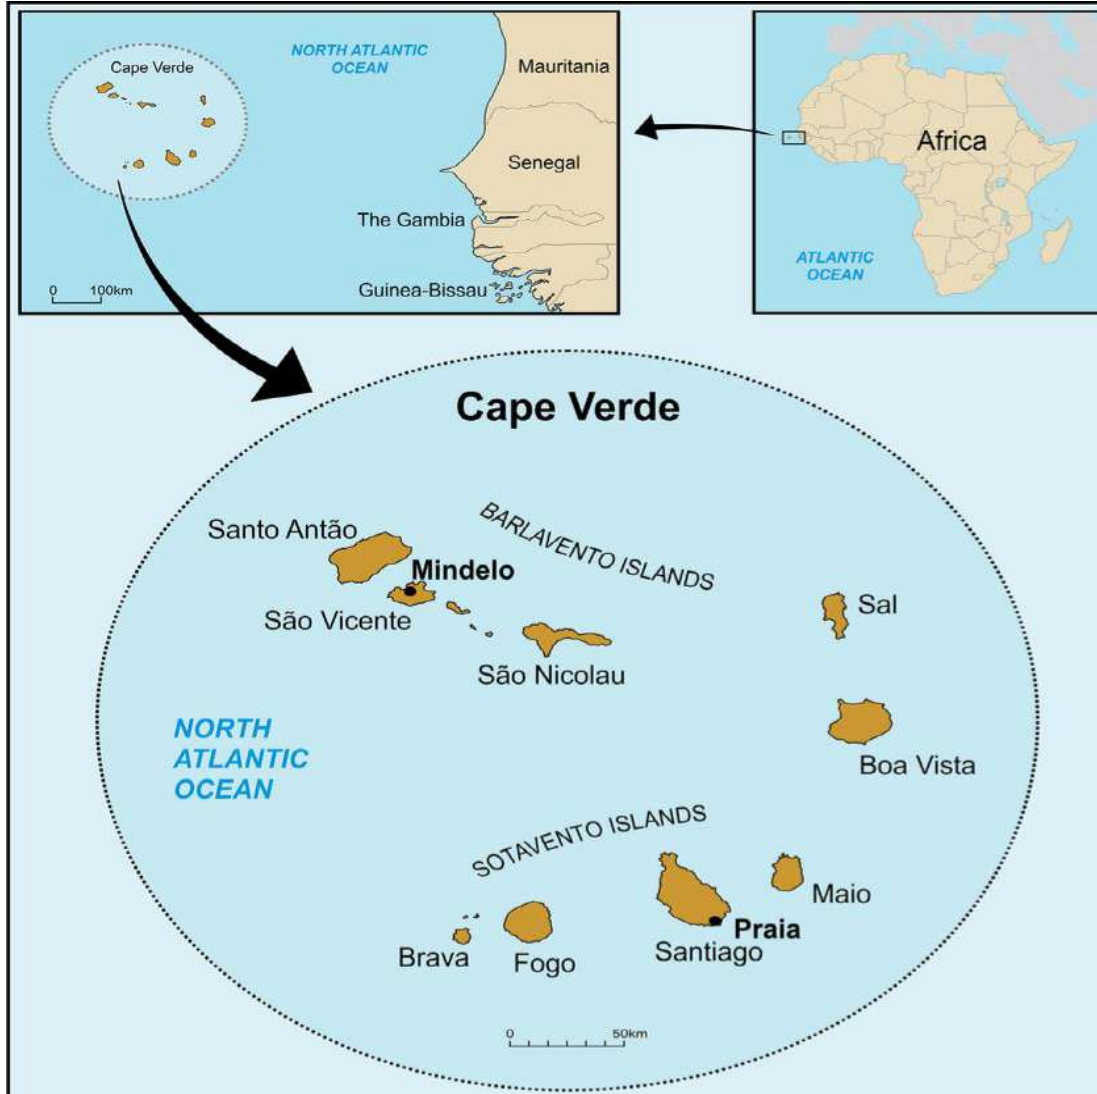 NORTH ATLANTIC
OCEAN
Cape Verde
Mauritania
Senegal
The Gambia
Guinea-Bissau
0 100km
Africa
ATLANTIC
OCEAN
Cape Verde
BARLAVENTO ISLANDS
Santo Antão
Mindelo
São Vicente
São Nicolau
Sal
Boa Vista
NORTH
ATLANTIC
OCEAN
SOTAVENTO ISLANDS
Maio
Praia
Santiago
Brava
Fogo
0 50km